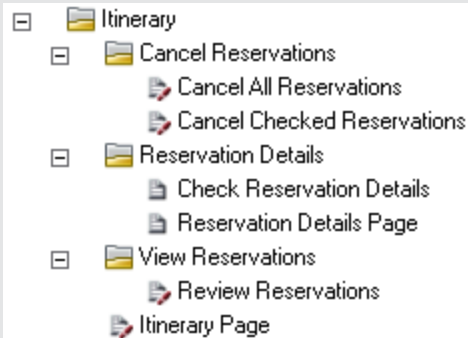 Itinerary
Cancel Reservations
Cancel All Reservations
Cancel Checked Reservations
Reservation Details
Check Reservation Details
Reservation Details Page
View Reservations
Review Reservations
Itinerary Page